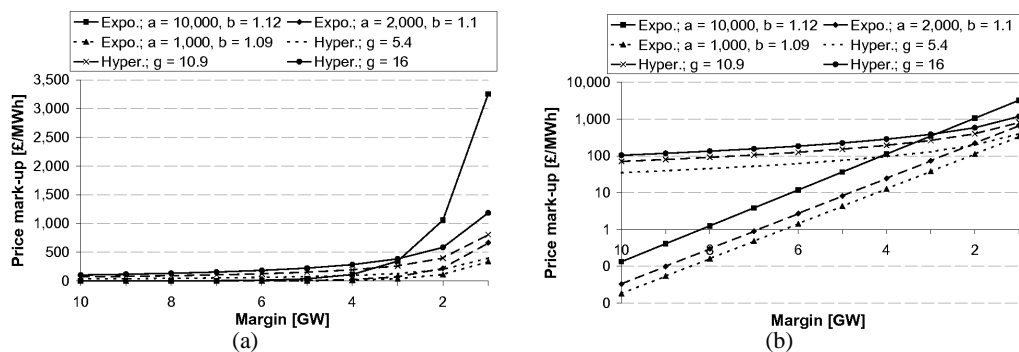 Expo.; a = 10,000, b = 1.12
Expo.; a = 2,000, b = 1.1
Expo.; a = 1,000, b = 1.09
Hyper.; g = 5.4
Hyper.; g = 10.9
Hyper.; g = 16
Price mark-up [£/MWh]
3,500
3,000
2,500
2,000
1,500
1,000
500
0
10
8
6
4
2
Margin [GW]
(a)
Expo.; a = 10,000, b = 1.12
Expo.; a = 2,000, b = 1.1
Expo.; a = 1,000, b = 1.09
Hyper.; g = 5.4
Hyper.; g = 10.9
Hyper.; g = 16
Price mark-up [£/MWh]
10,000
1,000
100
10
1
0
0
10
8
6
4
2
Margin [GW]
(b)